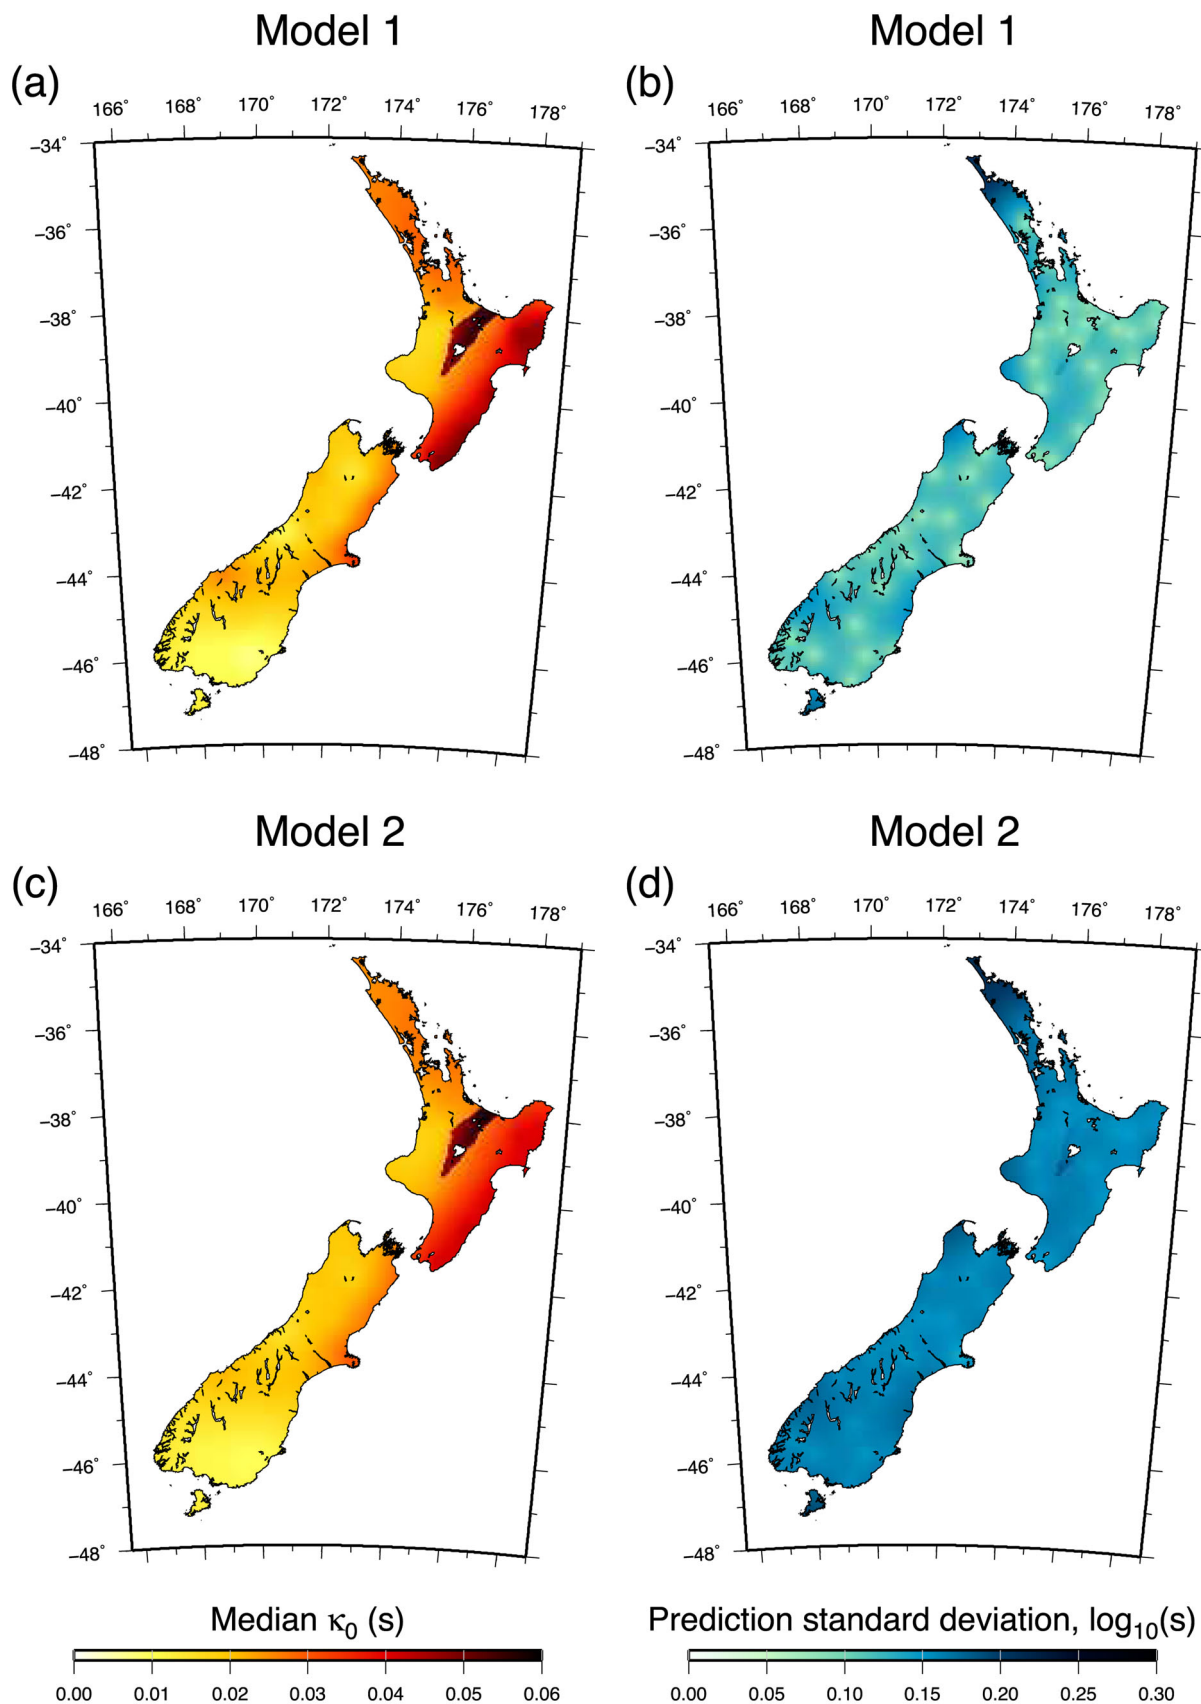 Model 1
Model 1
(a)
(b)
166° 168° 170° 172° 174° 176° 178°
166° 168° 170° 172° 174° 176° 178°
−34°
−36°
−38°
−40°
−42°
−44°
−46°
−48°
−34°
−36°
−38°
−40°
−42°
−44°
−46°
−48°
Model 2
Model 2
(c)
(d)
166° 168° 170° 172° 174° 176° 178°
166° 168° 170° 172° 174° 176° 178°
−34°
−36°
−38°
−40°
−42°
−44°
−46°
−48°
−34°
−36°
−38°
−40°
−42°
−44°
−46°
−48°
Median κ₀ (s)
0.00 0.01 0.02 0.03 0.04 0.05 0.06
Prediction standard deviation, log₁₀(s)
0.00 0.05 0.10 0.15 0.20 0.25 0.30